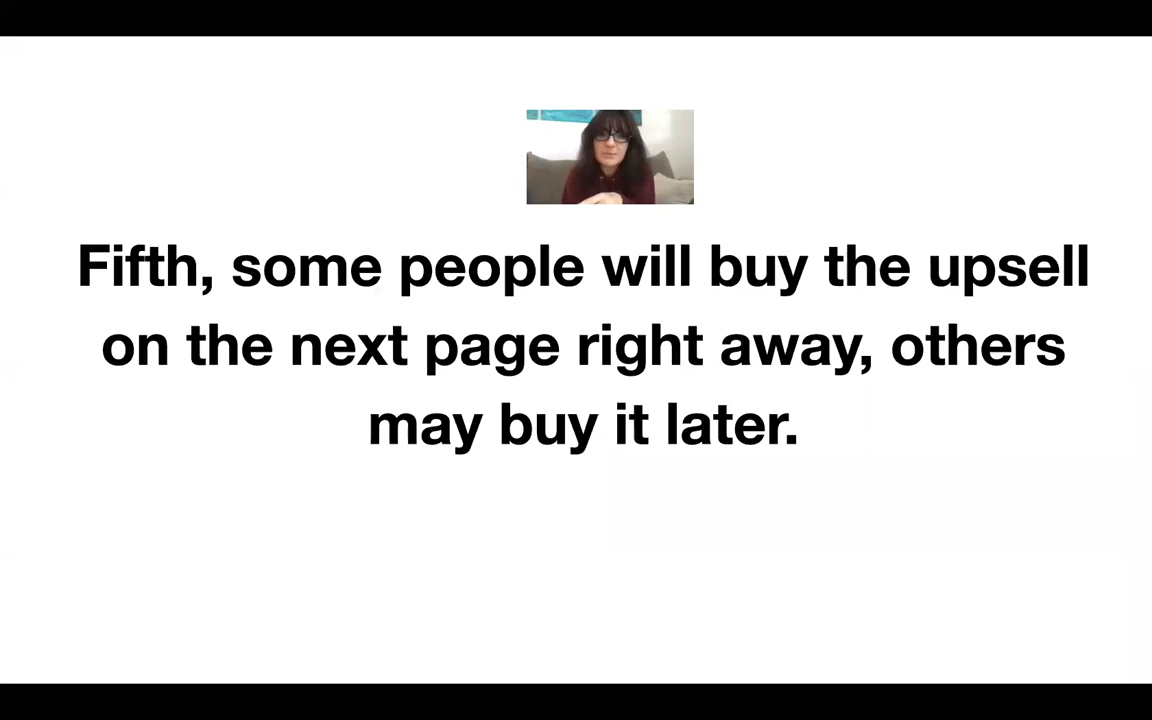 Fifth, some people will buy the upsell
on the next page right away, others
may buy it later.